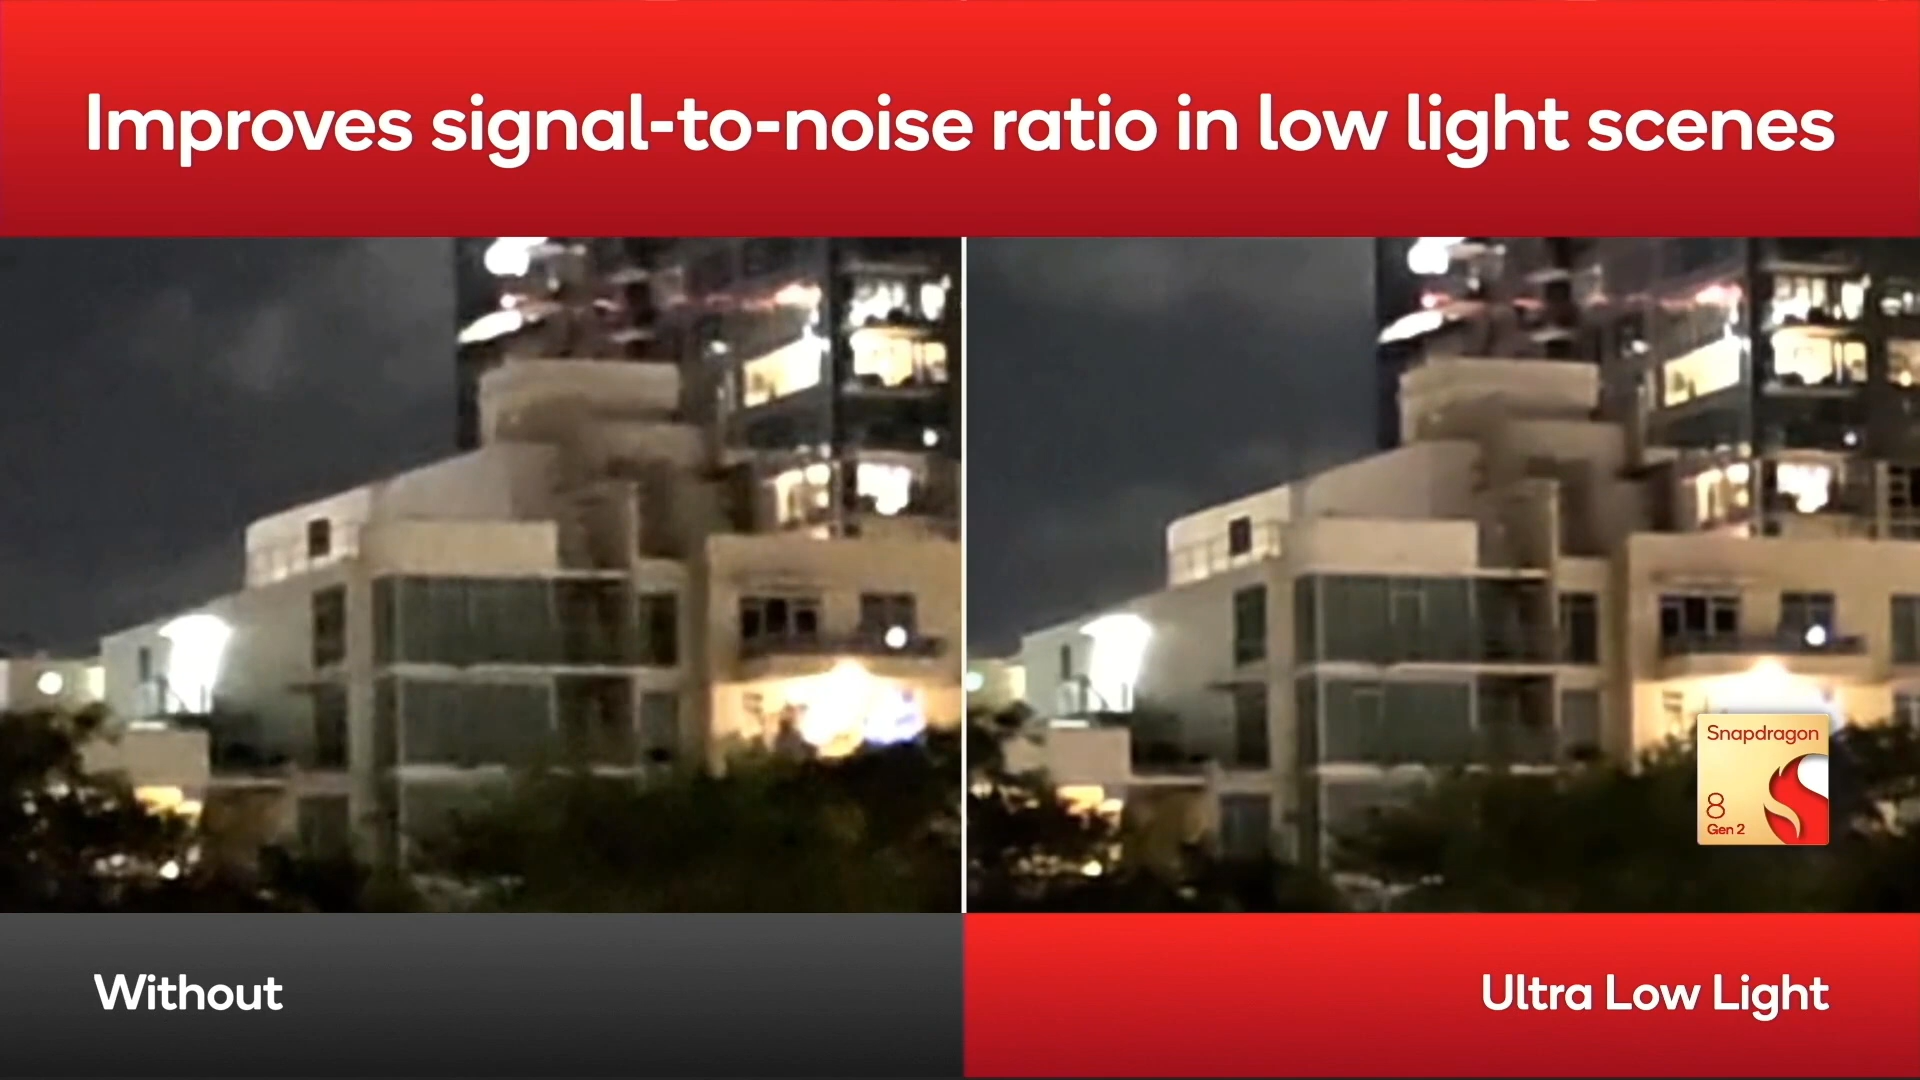 Improves signal-to-noise ratio in low light scenes
Snapdragon
8
Gen 2
Without
Ultra Low Light